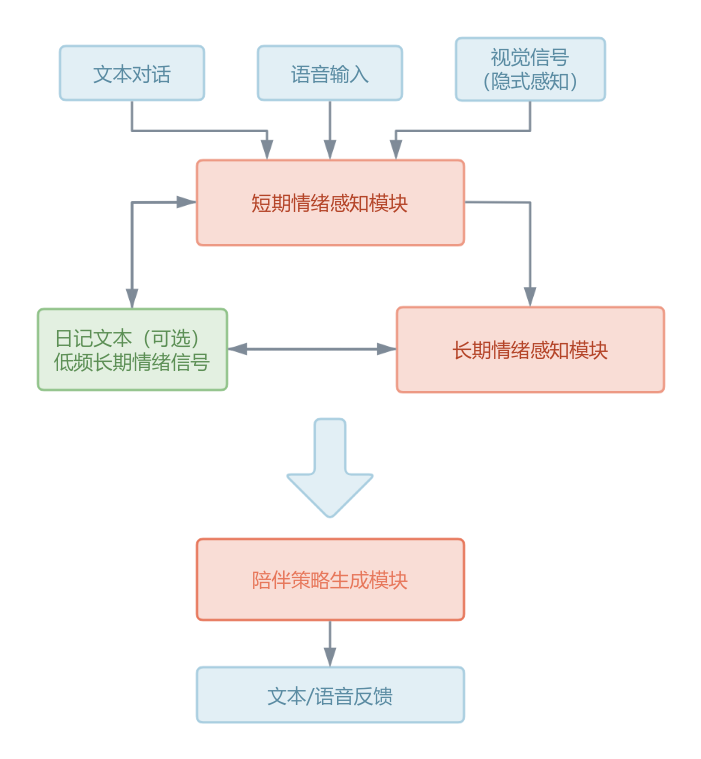 文本对话
语音输入
视觉信号
（隐式感知）
短期情绪感知模块
日记文本（可选）
低频长期情绪信号
长期情绪感知模块
陪伴策略生成模块
文本/语音反馈